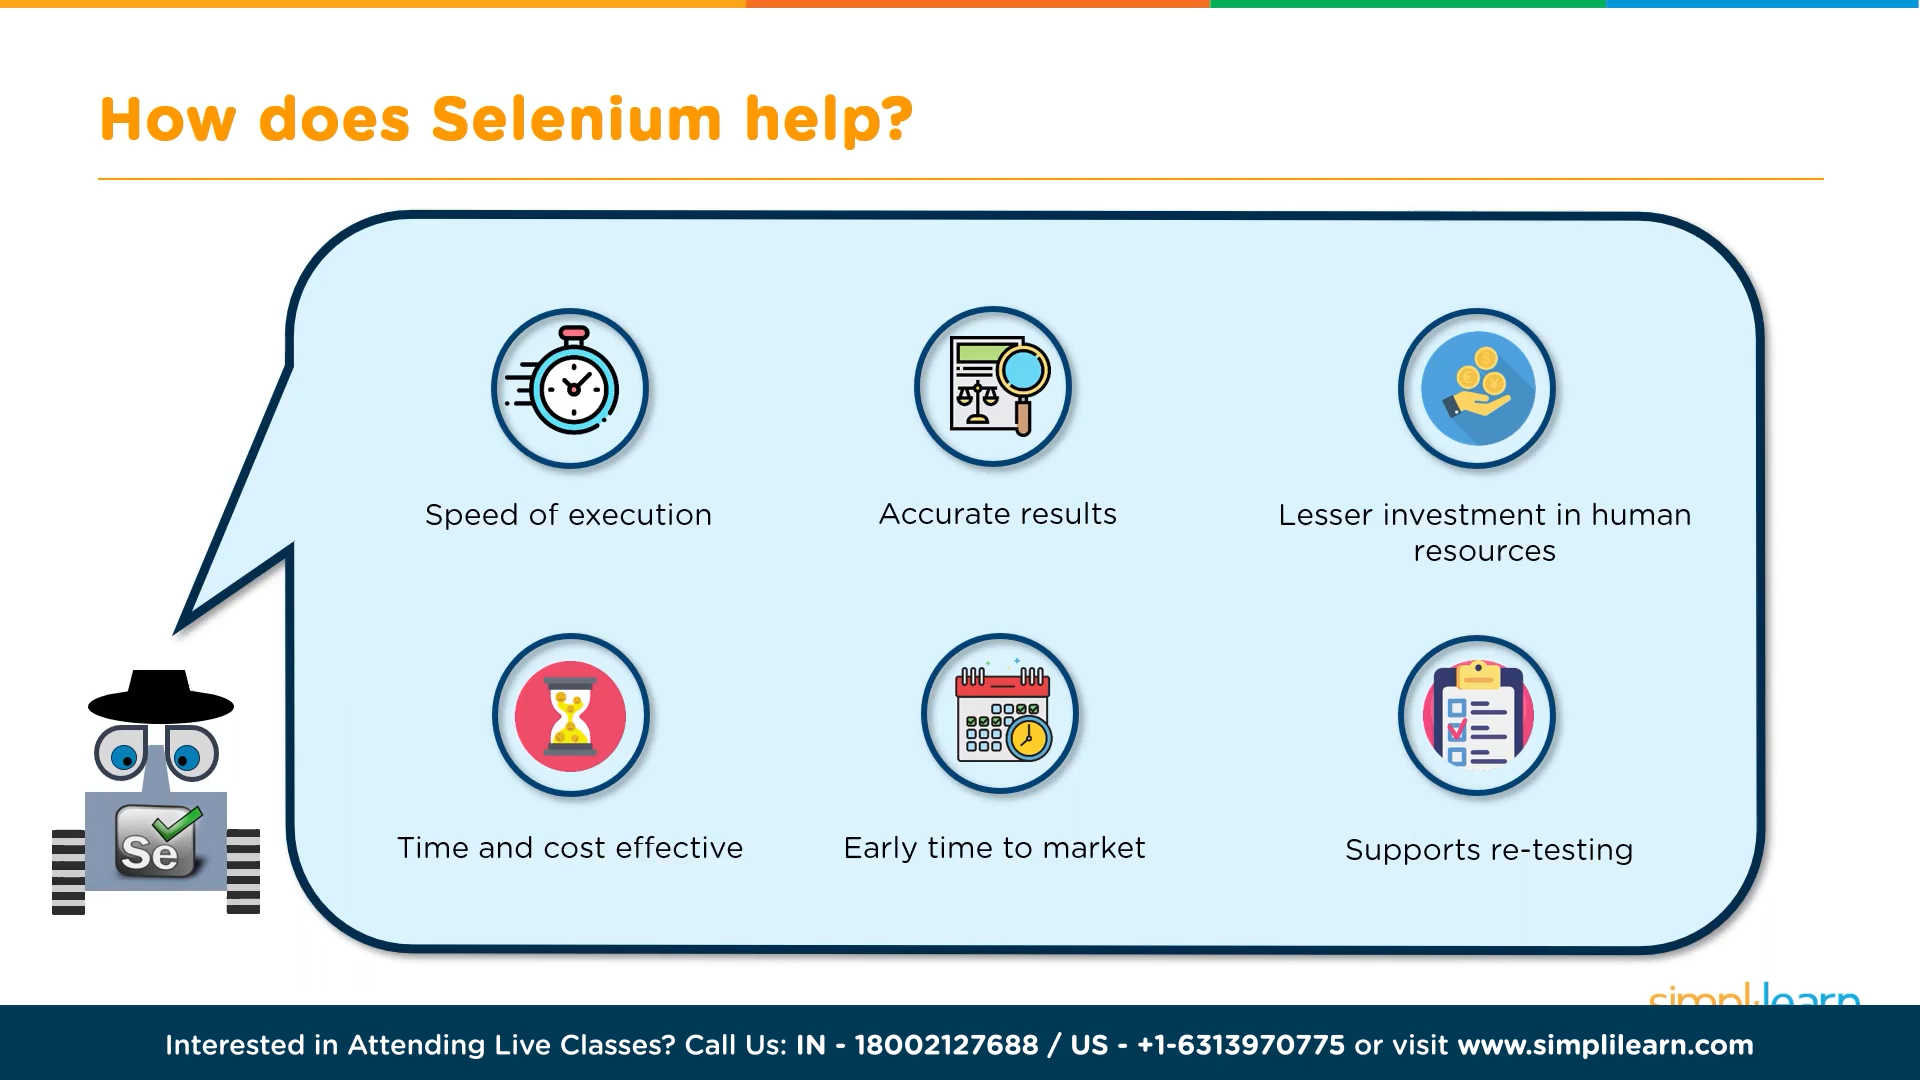 How does Selenium help?
Speed of execution
Accurate results
Lesser investment in human
resources
Time and cost effective
Early time to market
Supports re-testing
Se
simplilearn
Interested in Attending Live Classes? Call Us: IN - 18002127688 / US - +1-6313970775 or visit www.simplilearn.com